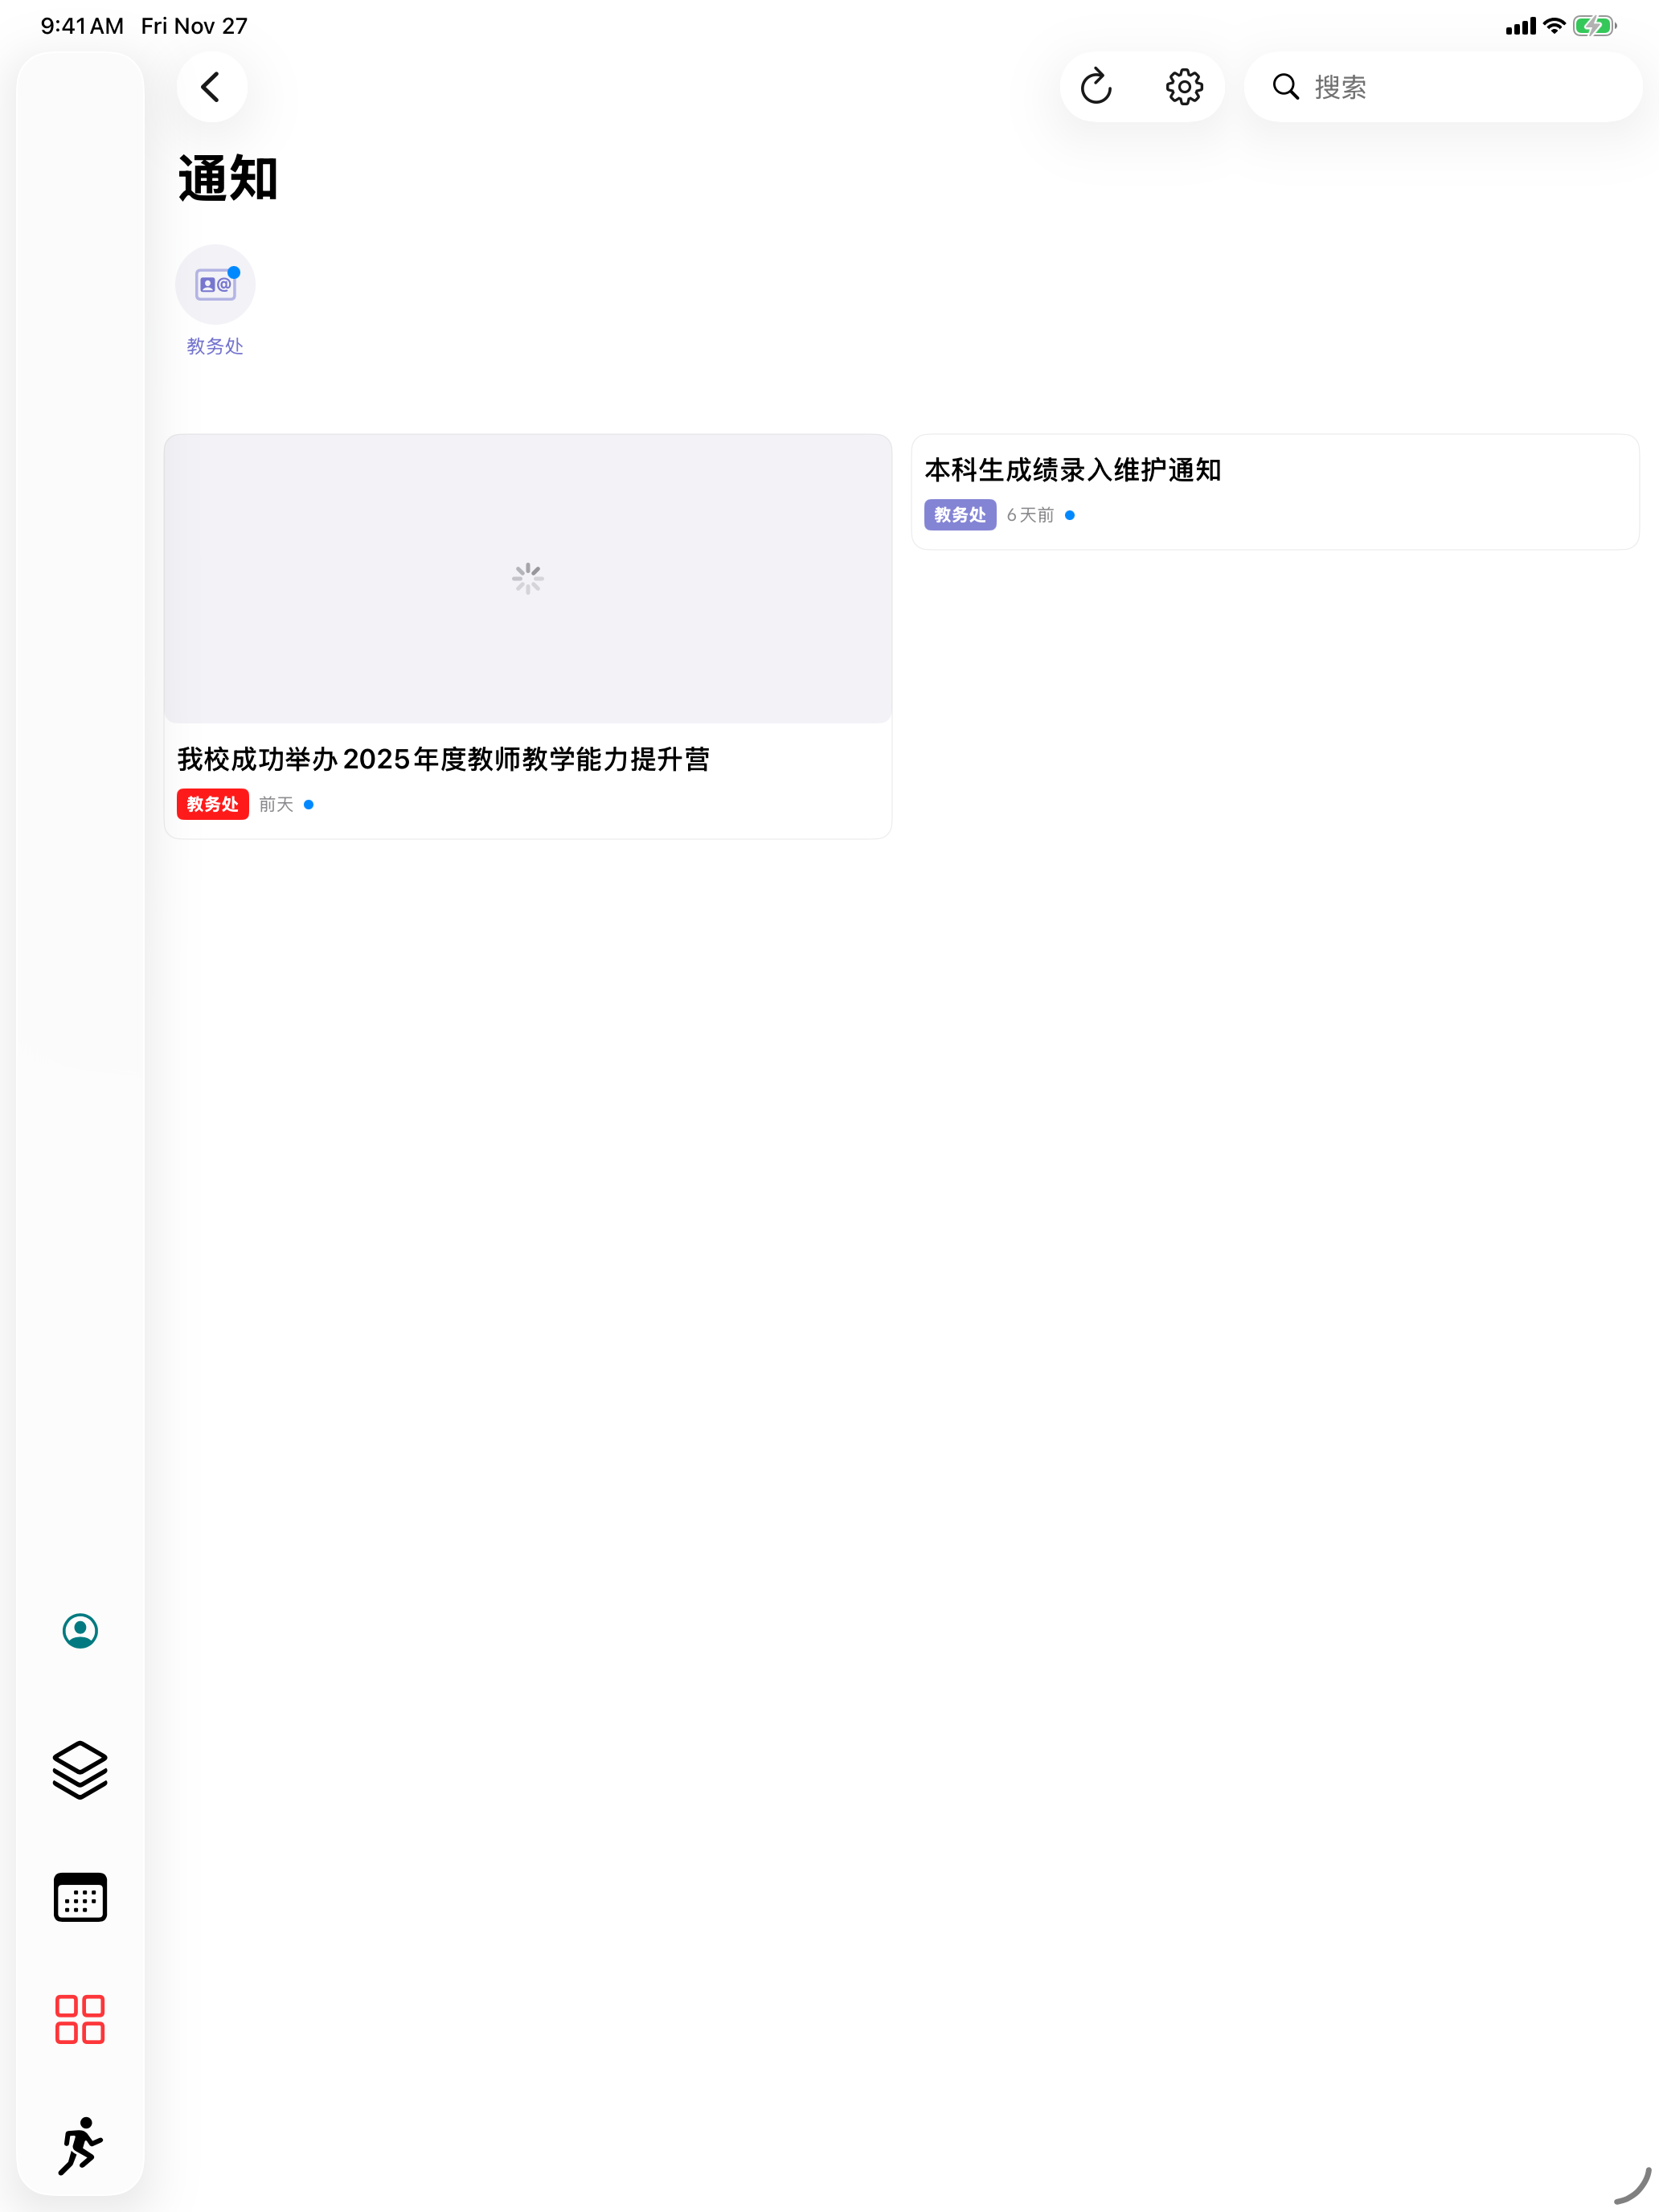 9:41 AM Fri Nov 27
搜索
通知
教务处
我校成功举办2025年度教师教学能力提升营
教务处 前天
本科生成绩录入维护通知
教务处 6天前